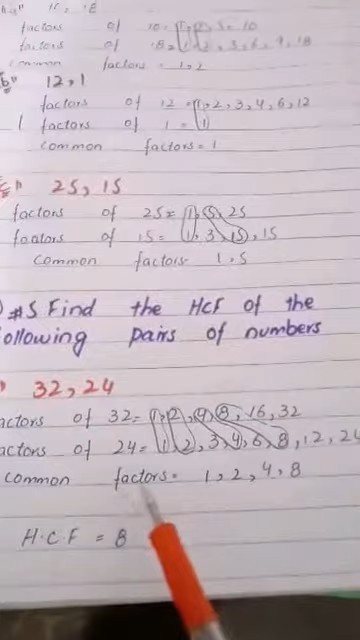 factors of 10 = 1, 2, 5, 10
factors of 18, 1, 2, 3, 6, 9, 18
common factors = 1, 2
b" 12, 1
factors of 12 = 1, 2, 3, 4, 6, 12
factors of 1 = 1
common factors = 1
25, 15
factors of 25 = 1, 5, 25
factors of 15 = 1, 3, 15, 15
common factors 1, 5
#5 Find the HCF of the
ollowing pairs of numbers
32, 24
actors of 32 = 1, 2, 4, 8, 16, 32
actors of 24 = 1, 2, 3, 4, 6, 8, 12, 24
common factors = 1, 2, 4, 8
H.C.F = 8